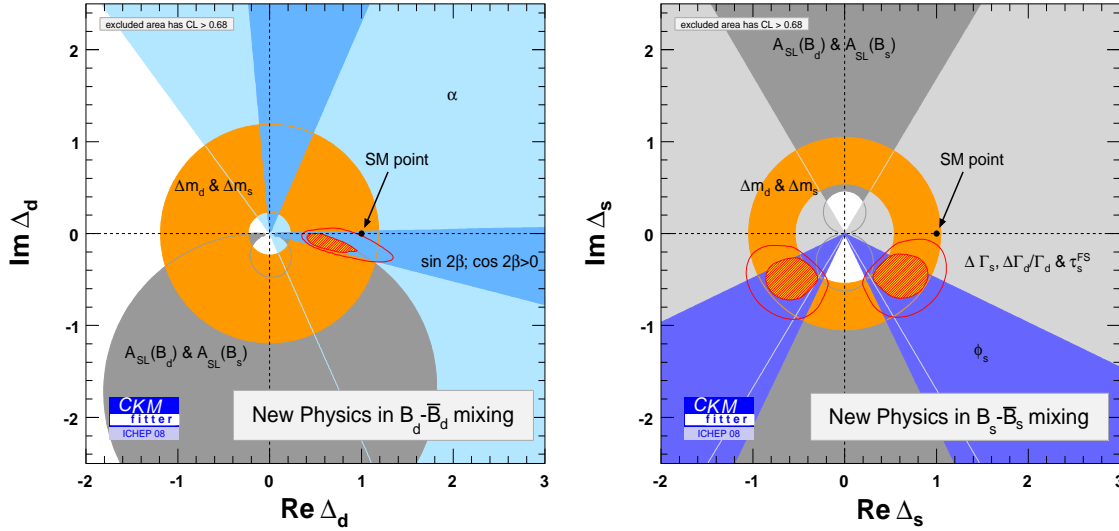 excluded area has CL > 0.68
α
Δm_d & Δm_s
SM point
sin 2β; cos 2β>0
A_SL(B_d) & A_SL(B_s)
CKM
fitter
ICHEP 08
New Physics in B_d-B̅_d mixing
Im Δ_d
2
1
0
-1
-2
-2
-1
0
1
2
3
Re Δ_d
excluded area has CL > 0.68
A_SL(B_d) & A_SL(B_s)
SM point
Δm_d & Δm_s
ΔΓ_s, ΔΓ_d/Γ_d & τ_s^FS
ϕ_s
CKM
fitter
ICHEP 08
New Physics in B_s-B̅_s mixing
Im Δ_s
2
1
0
-1
-2
-2
-1
0
1
2
3
Re Δ_s